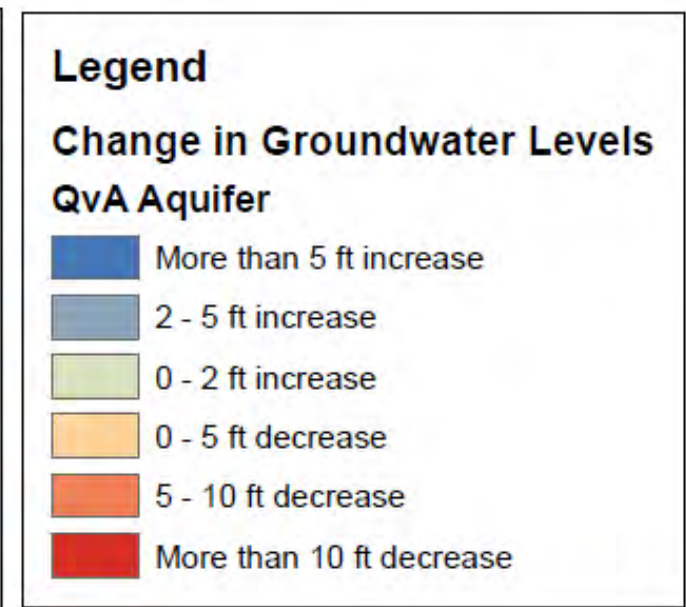 Legend
Change in Groundwater Levels
QvA Aquifer
More than 5 ft increase
2 - 5 ft increase
0 - 2 ft increase
0 - 5 ft decrease
5 - 10 ft decrease
More than 10 ft decrease